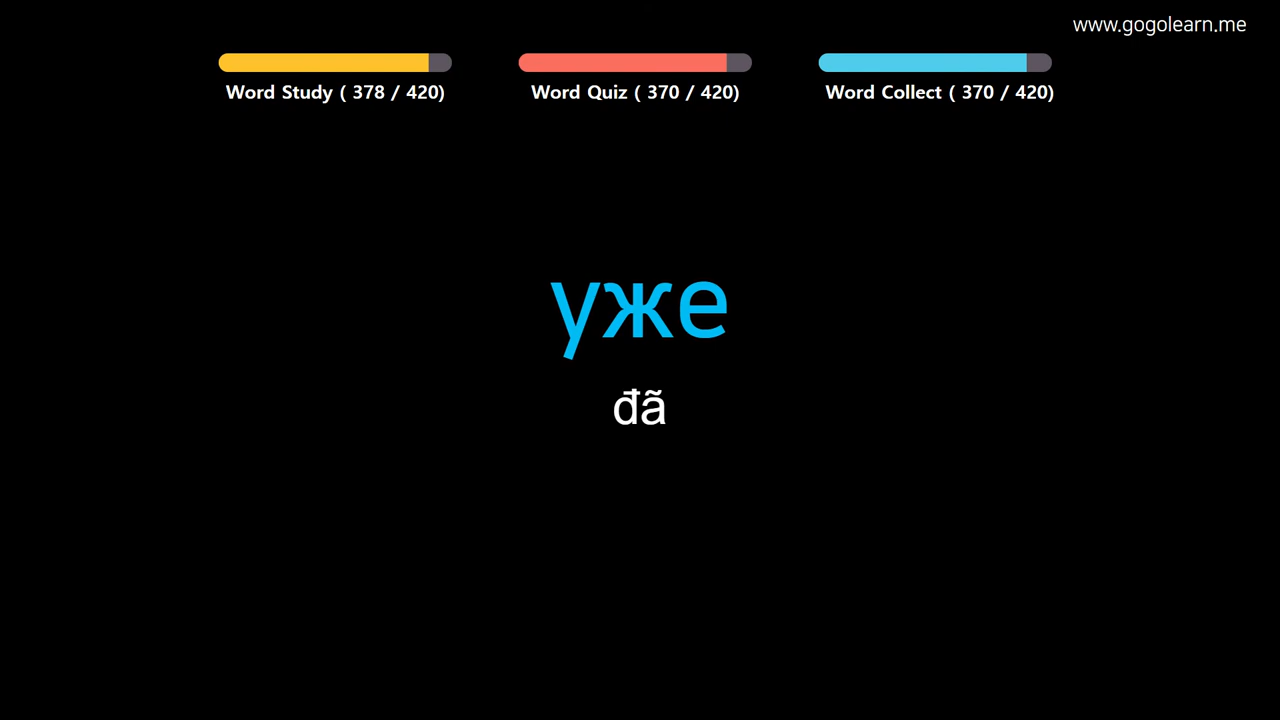 www.gogolearn.me
Word Study ( 378 / 420)
Word Quiz ( 370 / 420)
Word Collect ( 370 / 420)
уже
đã